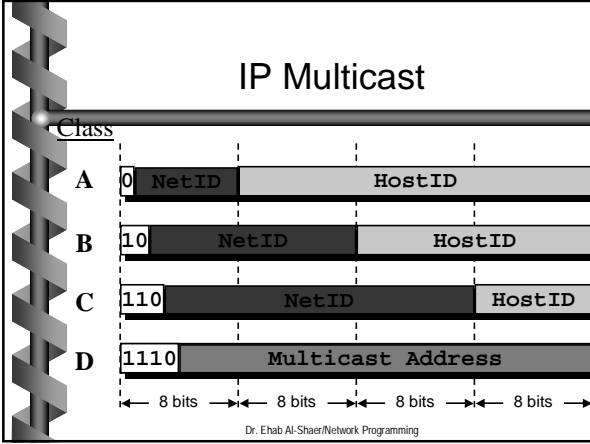 IP Multicast
Class
A 0 NetID HostID
B 10 NetID HostID
C 110 NetID HostID
D 1110 Multicast Address
8 bits 8 bits 8 bits 8 bits
Dr. Ehab Al-Shaer/Network Programming